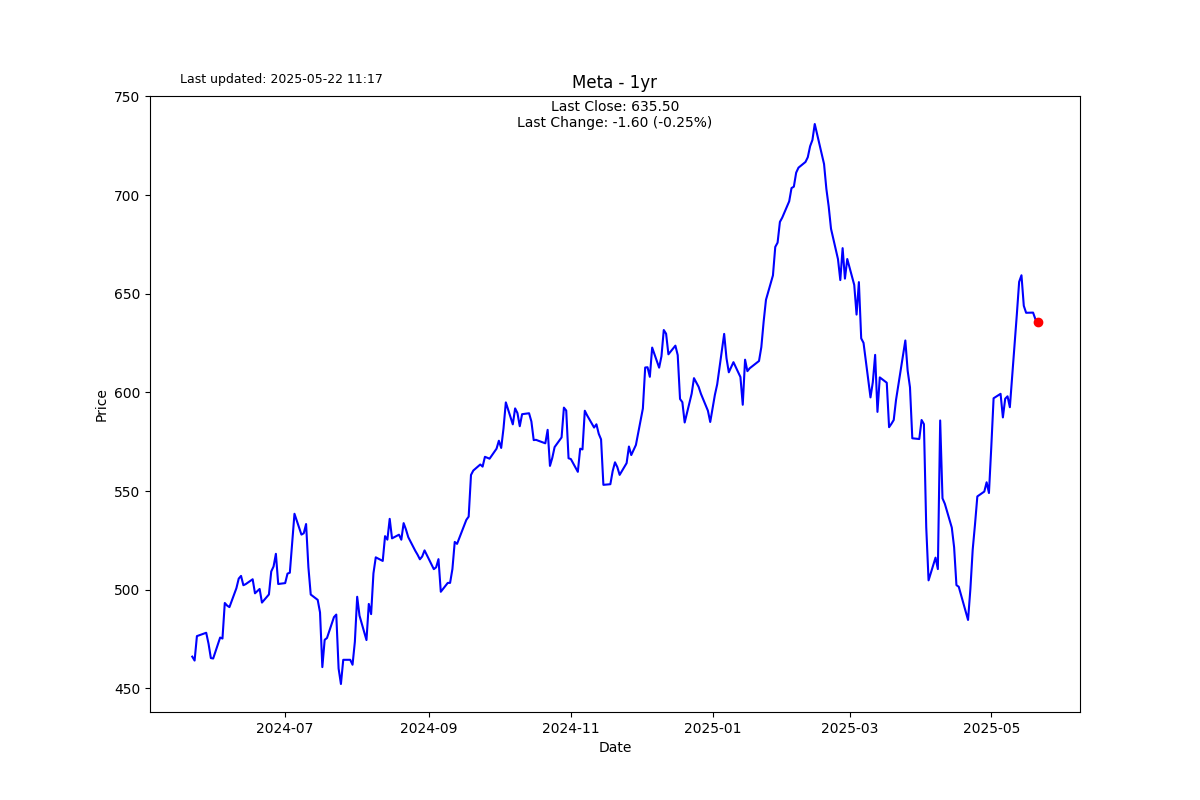 Last updated: 2025-05-22 11:17
Meta - 1yr
Last Close: 635.50
Last Change: -1.60 (-0.25%)
Price
750
700
650
600
550
500
450
2024-07
2024-09
2024-11
2025-01
2025-03
2025-05
Date